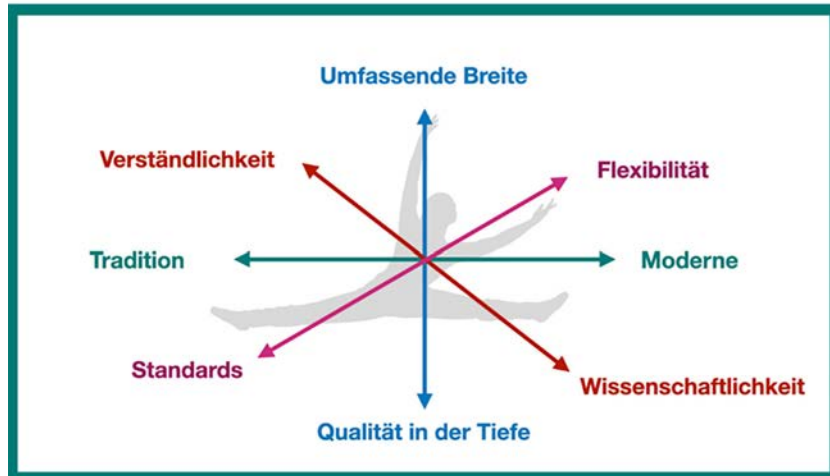 Umfassende Breite
Verständlichkeit
Flexibilität
Tradition
Moderne
Standards
Wissenschaftlichkeit
Qualität in der Tiefe